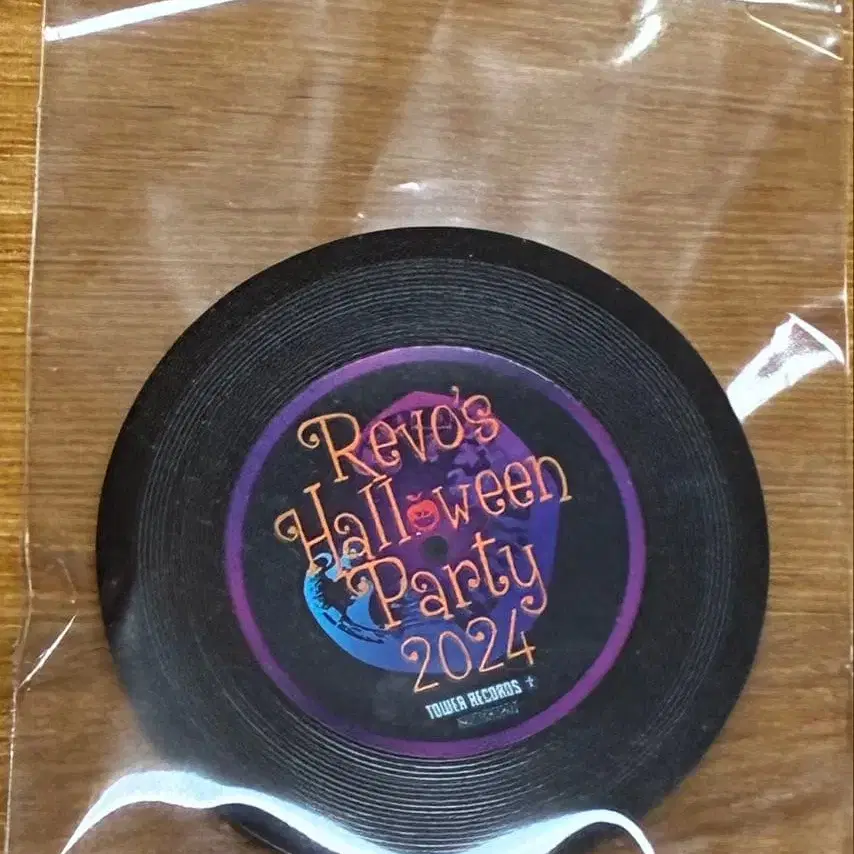 Revo's
Halloween
Party
2024
TOWER RECORDS +